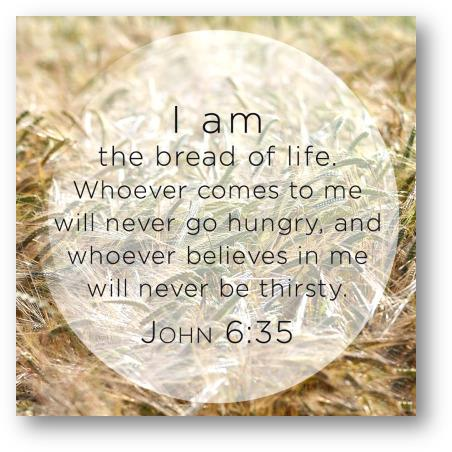 I am
the bread of life.
Whoever comes to me
will never go hungry, and
whoever believes in me
will never be thirsty.
John 6:35